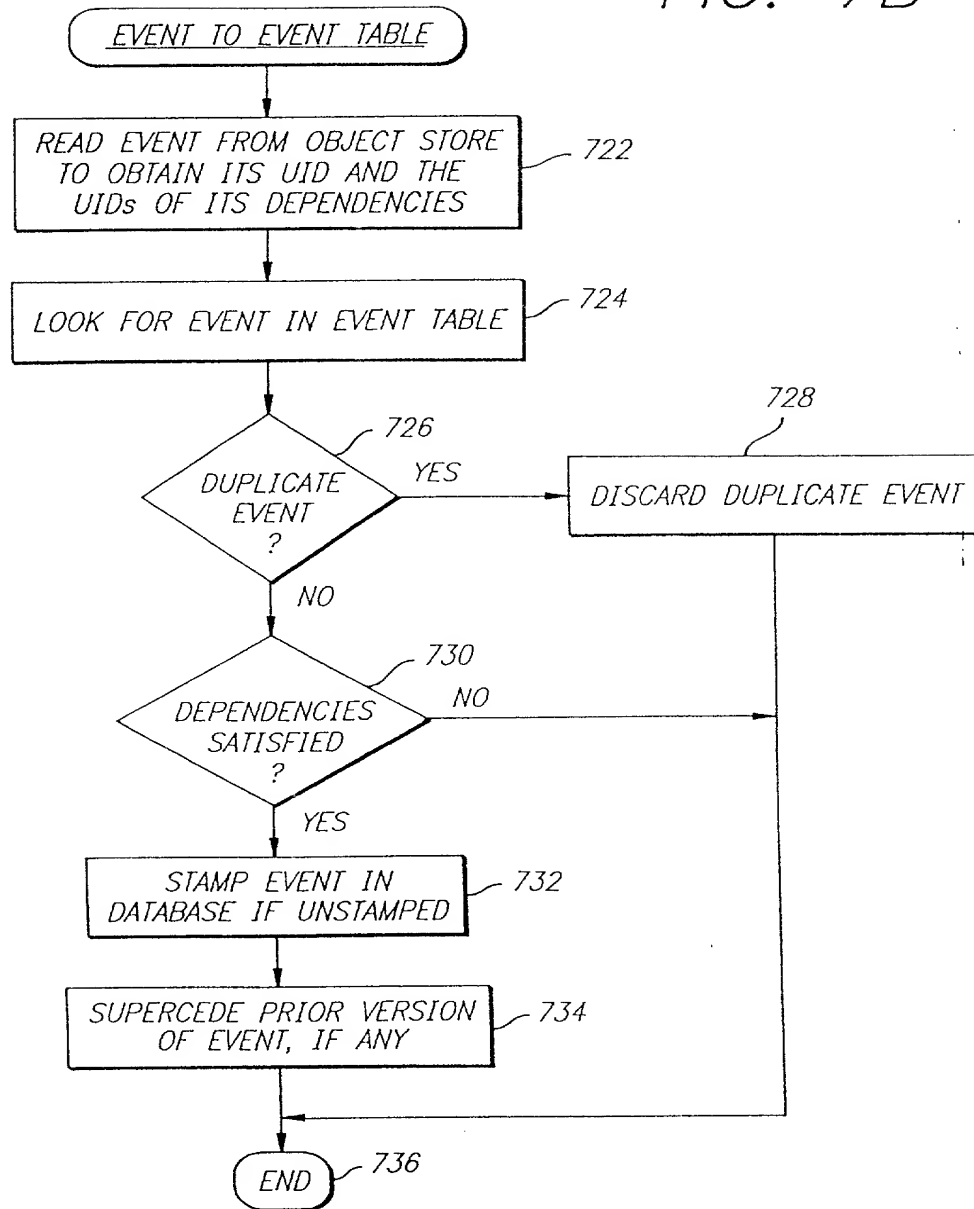 EVENT TO EVENT TABLE
READ EVENT FROM OBJECT STORE
TO OBTAIN ITS UID AND THE
UIDs OF ITS DEPENDENCIES
722
LOOK FOR EVENT IN EVENT TABLE
724
DUPLICATE
EVENT
?
726
YES
DISCARD DUPLICATE EVENT
728
NO
DEPENDENCIES
SATISFIED
?
730
NO
YES
STAMP EVENT IN
DATABASE IF UNSTAMPED
732
SUPERCEDE PRIOR VERSION
OF EVENT, IF ANY
734
END
736